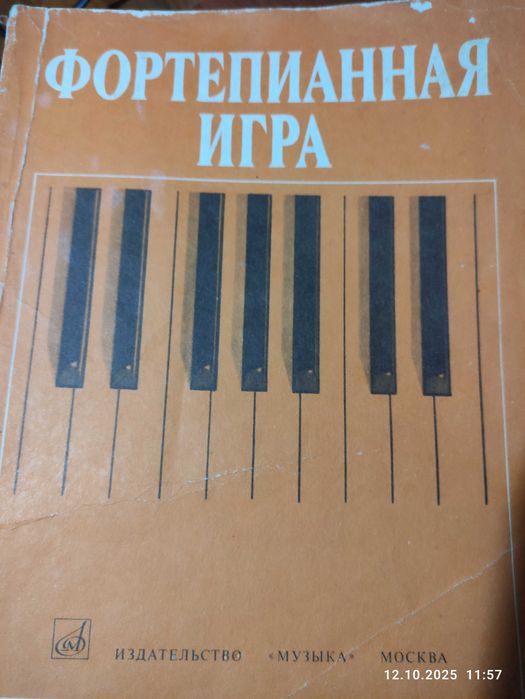 ФОРТЕПИАННАЯ
ИГРА
ИЗДАТЕЛЬСТВО «МУЗЫКА» МОСКВА
12.10.2025 11:57